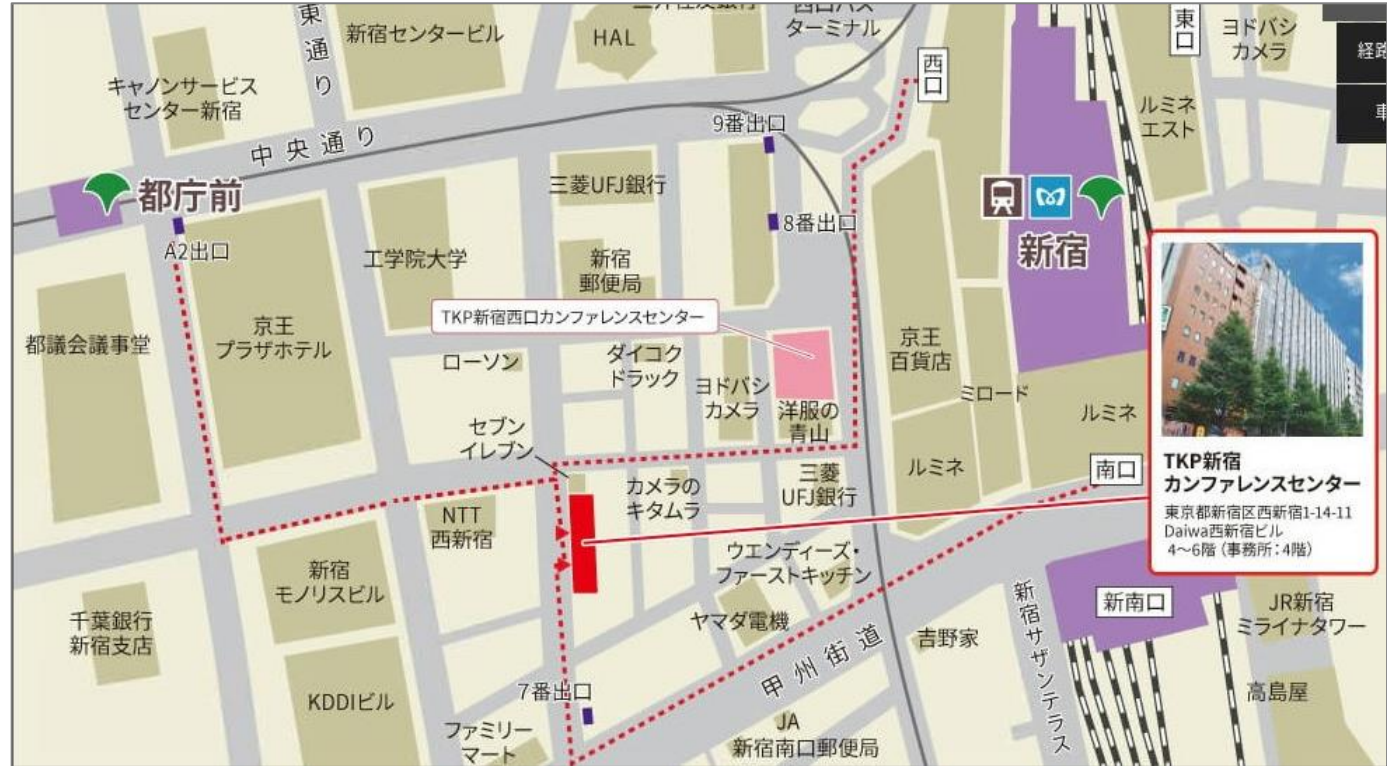 東通り
新宿センタービル
HAL
三井住友銀行
西口バス
ターミナル
西口
東口
ヨドバシ
カメラ
経路
車
キャノンサービス
センター新宿
中央通り
9番出口
ルミネ
エスト
都庁前
A2出口
三菱UFJ銀行
8番出口
新宿
工学院大学
新宿
郵便局
TKP新宿西口カンファレンスセンター
都議会議事堂
京王
プラザホテル
ローソン
ダイコク
ドラッグ
ヨドバシ
カメラ
洋服の
青山
京王
百貨店
ミロード
ルミネ
セブン
イレブン
ルミネ
南口
TKP新宿
カンファレンスセンター
東京都新宿区西新宿1-14-11
Daiwa西新宿ビル
4〜6階（事務所：4階）
NTT
西新宿
カメラの
キタムラ
三菱
UFJ銀行
新宿
モノリスビル
ウエンディーズ・
ファーストキッチン
千葉銀行
新宿支店
ヤマダ電機
甲州街道
吉野家
新宿サザンテラス
新南口
JR新宿
ミライナタワー
KDDIビル
7番出口
ファミリー
マート
JA
新宿南口郵便局
高島屋